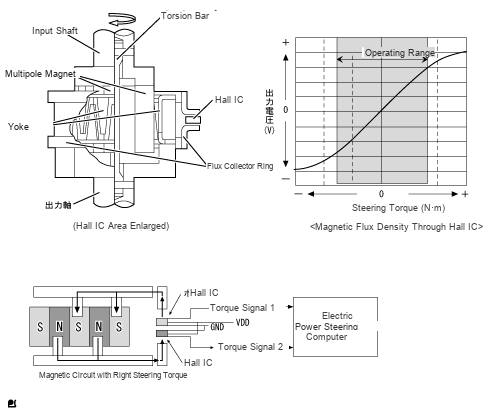 Torsion Bar
Input Shaft
Multipole Magnet
Hall IC
Yoke
Flux Collector Ring
出力軸
(Hall IC Area Enlarged)
Operating Range
+
出力電圧(V)
0
−
− 0 +
Steering Torque (N·m)
<Magnetic Flux Density Through Hall IC>
Hall IC
Torque Signal 1
S N S N S
VDD
GND
Torque Signal 2
Hall IC
Electric
Power Steering
Computer
Magnetic Circuit with Right Steering Torque